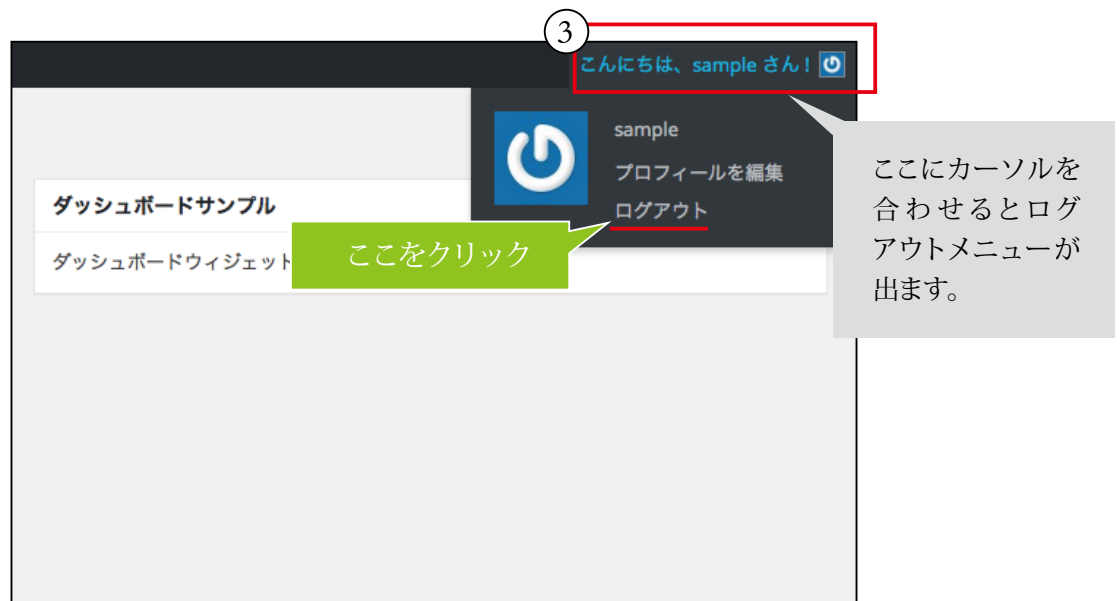 3
こんにちは、sample さん !
sample
プロフィールを編集
ログアウト
ダッシュボードサンプル
ダッシュボードウィジェット
ここをクリック
ここにカーソルを
合わせるとログ
アウトメニューが
出ます。